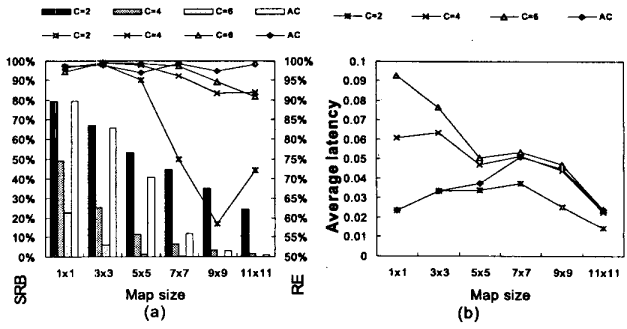 C=2 C=4 C=6 AC
C=2 C=4 C=6 AC
100%
90%
80%
70%
60%
50%
40%
30%
20%
10%
0%
SRB
100%
95%
90%
85%
80%
75%
70%
65%
60%
55%
50%
RE
1x1 3x3 5x5 7x7 9x9 11x11
Map size
(a)
C=2 C=4 C=6 AC
Average latency
0.1
0.09
0.08
0.07
0.06
0.05
0.04
0.03
0.02
0.01
0
1x1 3x3 5x5 7x7 9x9 11x11
Map size
(b)